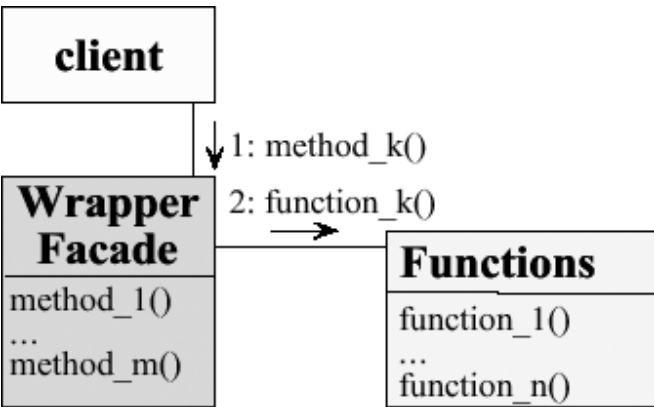 client
1: method_k()
Wrapper
Facade
2: function_k()
method_1()
...
method_m()
Functions
function_1()
...
function_n()